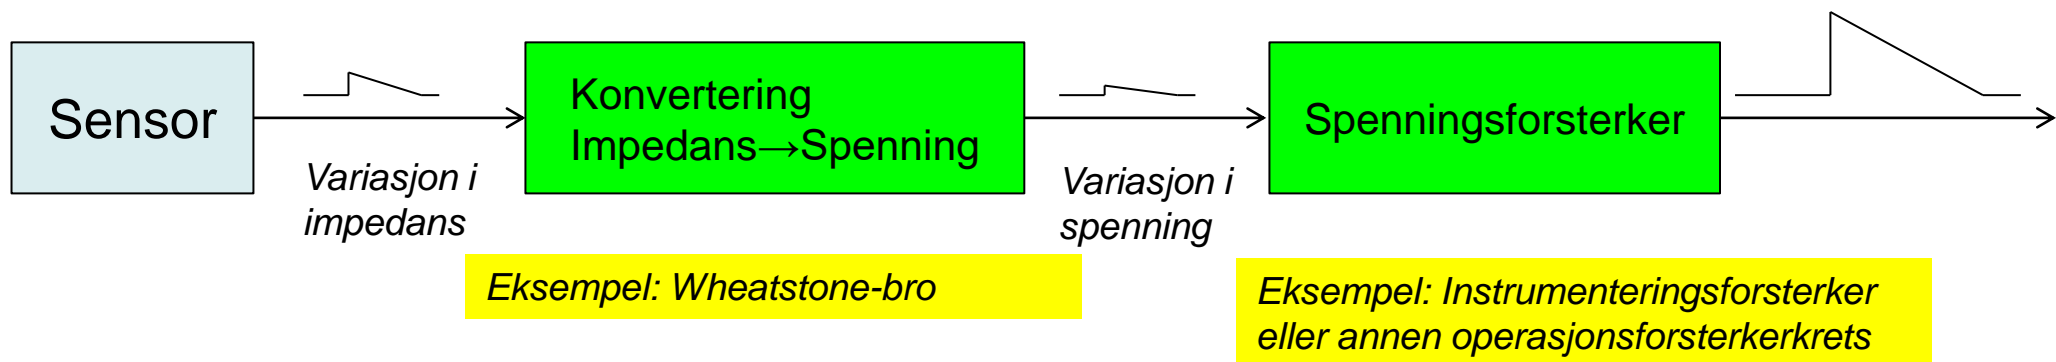 Sensor
Variasjon i
impedans
Konvertering
Impedans→Spenning
Eksempel: Wheatstone-bro
Variasjon i
spenning
Spenningsforsterker
Eksempel: Instrumenteringsforsterker
eller annen operasjonsforsterkerkrets